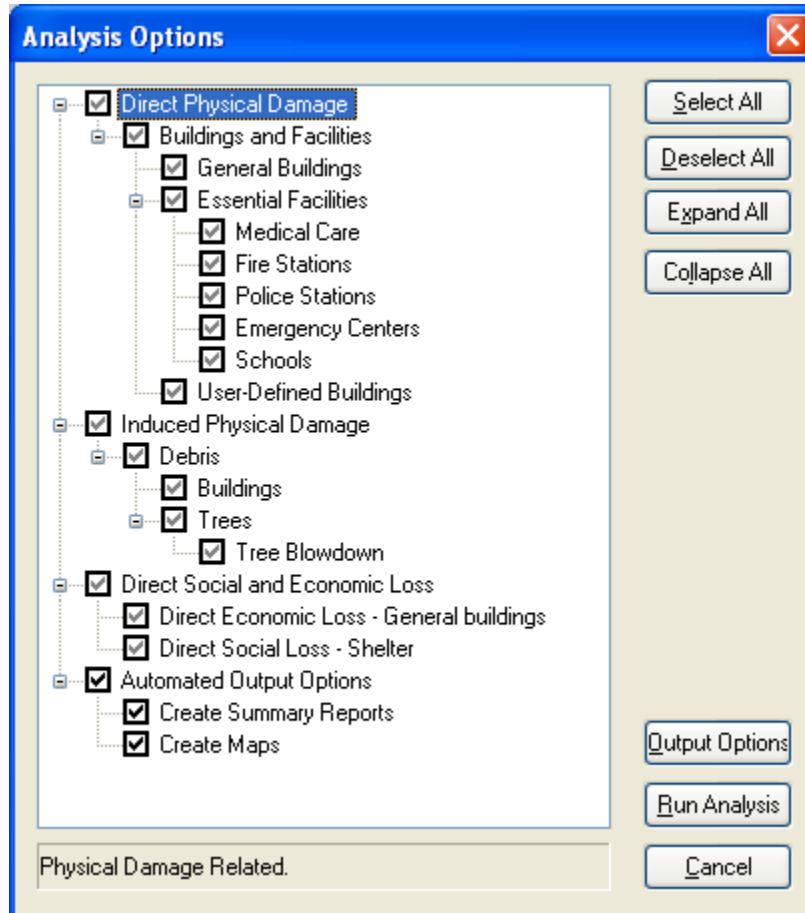 Analysis Options
Direct Physical Damage
Buildings and Facilities
General Buildings
Essential Facilities
Medical Care
Fire Stations
Police Stations
Emergency Centers
Schools
User-Defined Buildings
Induced Physical Damage
Debris
Buildings
Trees
Tree Blowdown
Direct Social and Economic Loss
Direct Economic Loss - General buildings
Direct Social Loss - Shelter
Automated Output Options
Create Summary Reports
Create Maps
Select All
Deselect All
Expand All
Collapse All
Output Options
Run Analysis
Physical Damage Related.
Cancel